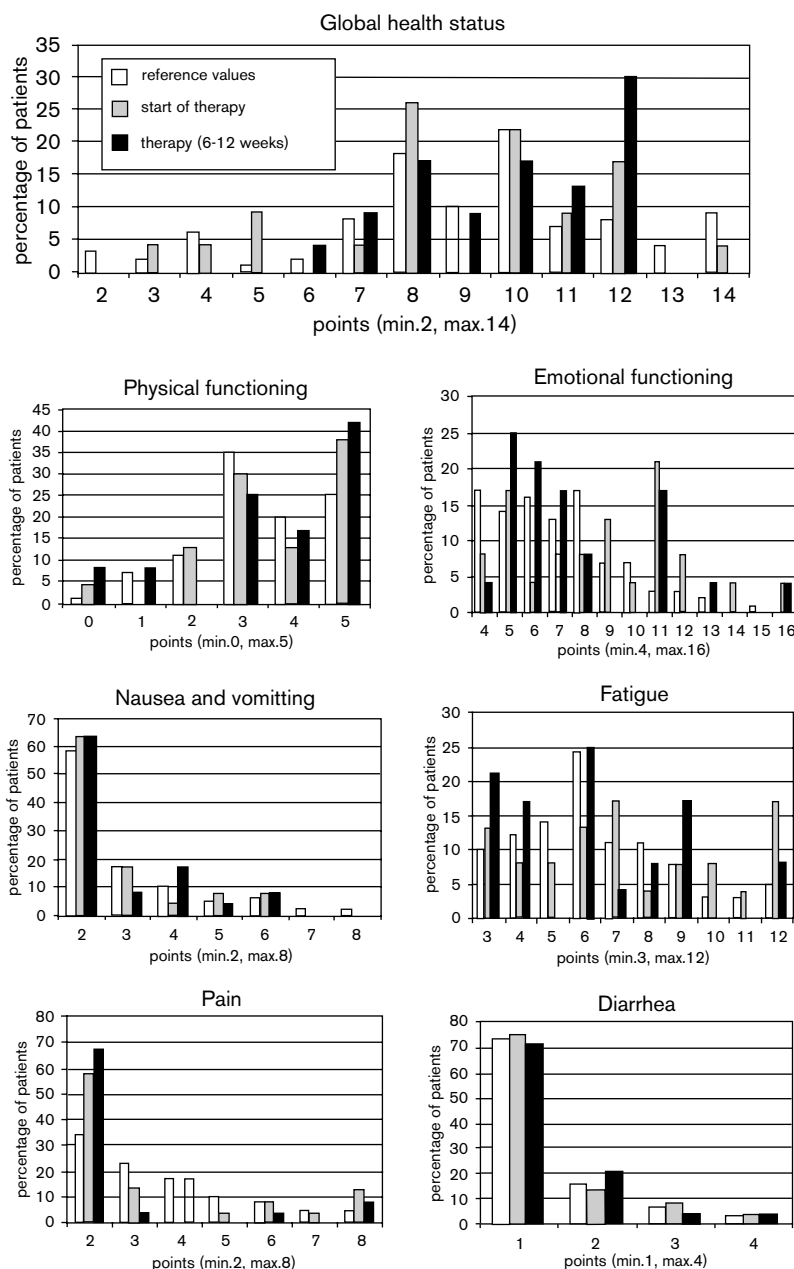 Global health status
percentage of patients
35
30
25
20
15
10
5
0
reference values
start of therapy
therapy (6-12 weeks)
2 3 4 5 6 7 8 9 10 11 12 13 14
points (min.2, max.14)
Physical functioning
percentage of patients
45
40
35
30
25
20
15
10
5
0
0 1 2 3 4 5
points (min.0, max.5)
Emotional functioning
percentage of patients
30
25
20
15
10
5
0
4 5 6 7 8 9 10 11 12 13 14 15 16
points (min.4, max.16)
Nausea and vomitting
percentage of patients
70
60
50
40
30
20
10
0
2 3 4 5 6 7 8
points (min.2, max.8)
Fatigue
percentage of patients
30
25
20
15
10
5
0
3 4 5 6 7 8 9 10 11 12
points (min.3, max.12)
Pain
percentage of patients
80
70
60
50
40
30
20
10
0
2 3 4 5 6 7 8
points (min.2, max.8)
Diarrhea
percentage of patients
80
70
60
50
40
30
20
10
0
1 2 3 4
points (min.1, max.4)